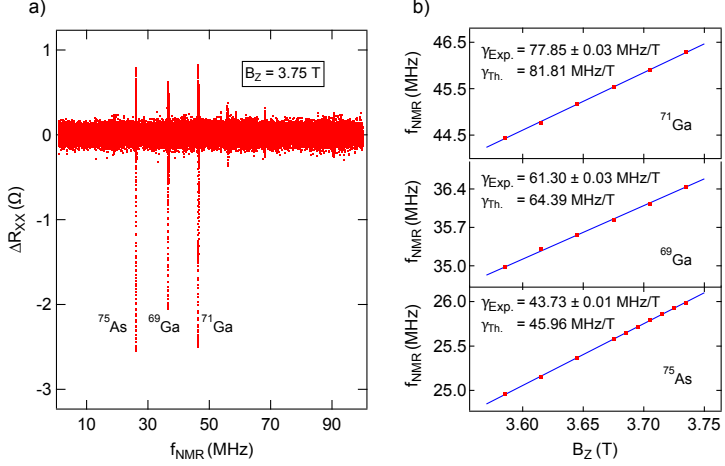 a)
ΔR_XX (Ω)
1
0
-1
-2
-3
B_Z = 3.75 T
⁷⁵As
⁶⁹Ga
⁷¹Ga
10 30 50 70 90
f_NMR (MHz)
b)
f_NMR (MHz)
46.5
45.5
44.5
γ_Exp. = 77.85 ± 0.03 MHz/T
γ_Th. = 81.81 MHz/T
⁷¹Ga
f_NMR (MHz)
36.4
35.7
35.0
γ_Exp. = 61.30 ± 0.03 MHz/T
γ_Th. = 64.39 MHz/T
⁶⁹Ga
f_NMR (MHz)
26.0
25.5
25.0
γ_Exp. = 43.73 ± 0.01 MHz/T
γ_Th. = 45.96 MHz/T
⁷⁵As
3.60 3.65 3.70 3.75
B_Z (T)